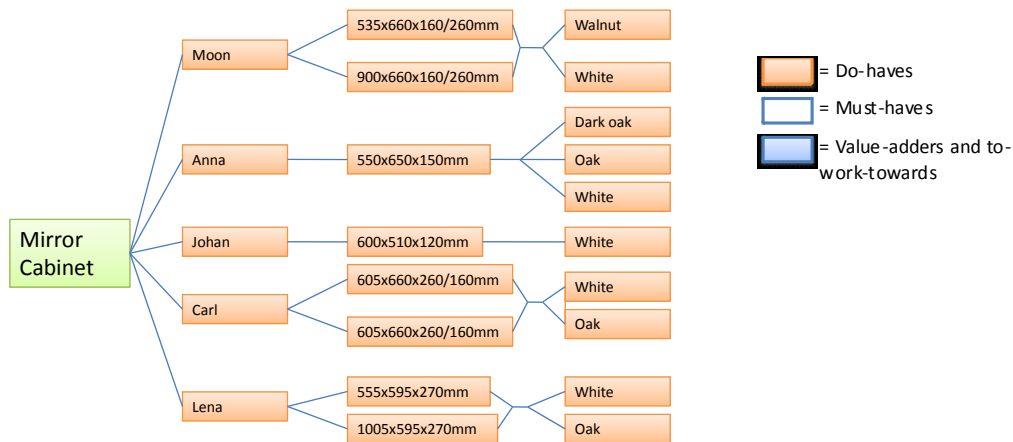 Mirror
Cabinet
Moon
535x660x160/260mm
900x660x160/260mm
Walnut
White
Anna
550x650x150mm
Dark oak
Oak
White
Johan
600x510x120mm
White
Carl
605x660x260/160mm
605x660x260/160mm
White
Oak
Lena
555x595x270mm
1005x595x270mm
White
Oak
= Do-haves
= Must-haves
= Value-adders and to-
work-towards